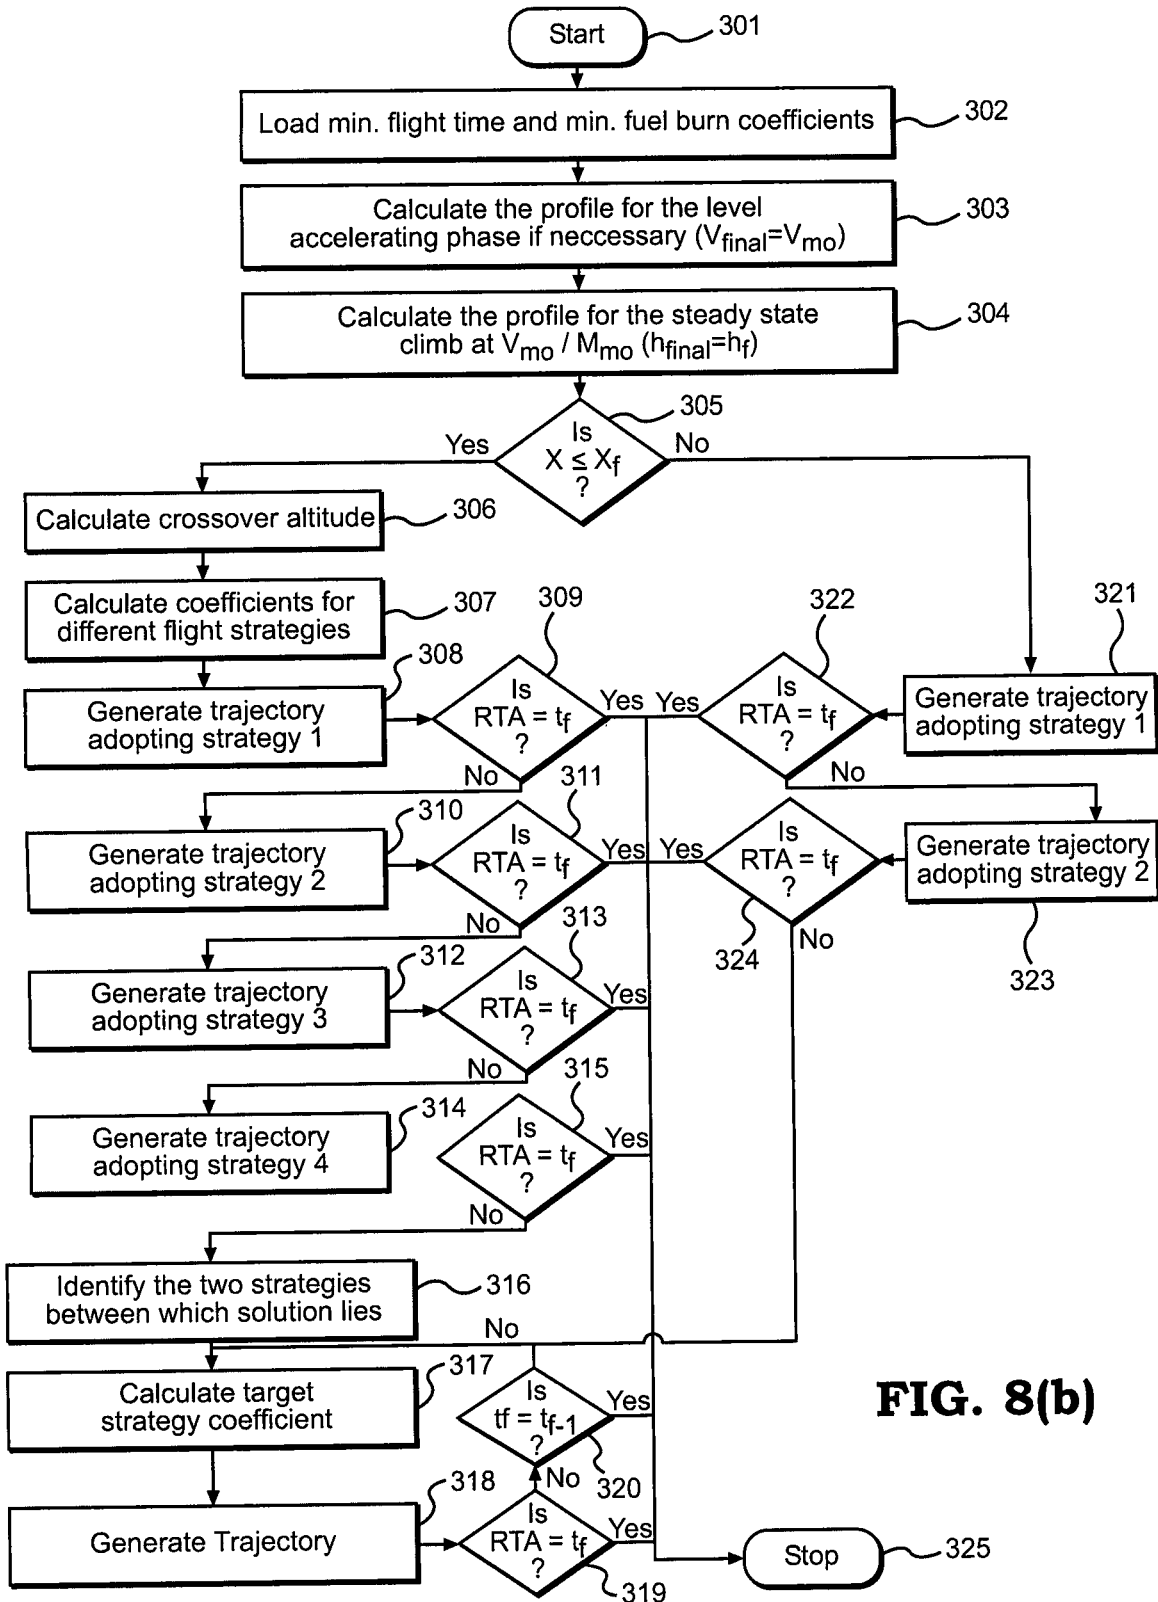 Start
301
Load min. flight time and min. fuel burn coefficients
302
Calculate the profile for the level
accelerating phase if neccessary (Vfinal=Vmo)
303
Calculate the profile for the steady state
climb at Vmo / Mmo (hfinal=hf)
304
305
Is
X ≤ Xf
?
Yes
No
Calculate crossover altitude
306
Calculate coefficients for
different flight strategies
307
308
Generate trajectory
adopting strategy 1
309
Is
RTA = tf
?
Yes
No
322
Is
RTA = tf
?
Yes
No
321
Generate trajectory
adopting strategy 1
310
Generate trajectory
adopting strategy 2
311
Is
RTA = tf
?
Yes
No
Is
RTA = tf
?
Yes
No
324
Generate trajectory
adopting strategy 2
323
312
Generate trajectory
adopting strategy 3
313
Is
RTA = tf
?
Yes
No
314
Generate trajectory
adopting strategy 4
315
Is
RTA = tf
?
Yes
No
Identify the two strategies
between which solution lies
316
No
Calculate target
strategy coefficient
317
Is
tf = tf-1
?
Yes
320
FIG. 8(b)
318
Generate Trajectory
No
Is
RTA = tf
?
Yes
319
Stop
325